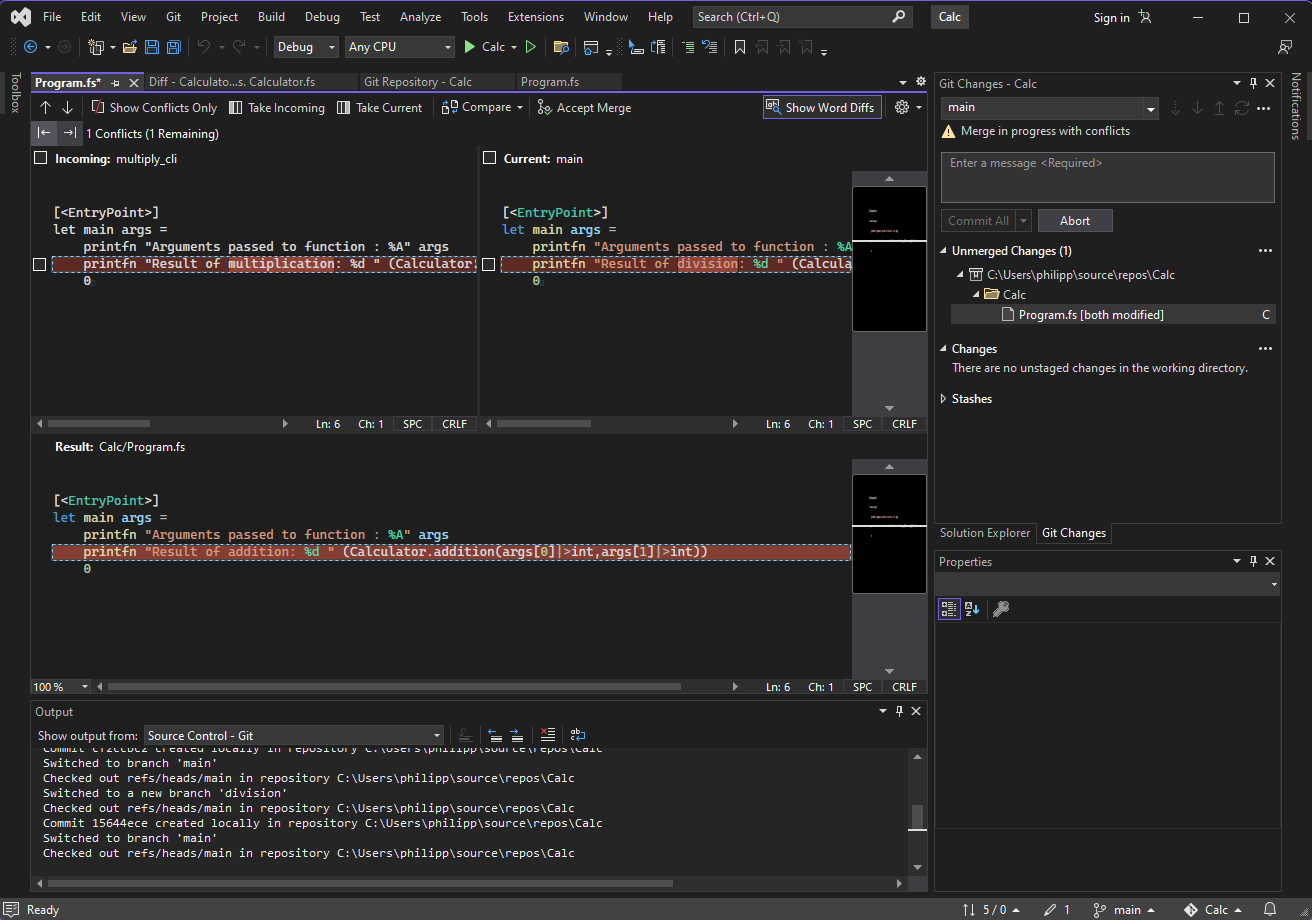 File Edit View Git Project Build Debug Test Analyze Tools Extensions Window Help Search (Ctrl+Q) Calc Sign in
Debug Any CPU Calc
Toolbox
Program.fs* Diff - Calculato...s. Calculator.fs Git Repository - Calc Program.fs
Show Conflicts Only Take Incoming Take Current Compare Accept Merge Show Word Diffs
1 Conflicts (1 Remaining)
Incoming: multiply_cli
[<EntryPoint>]
let main args =
printfn "Arguments passed to function : %A" args
printfn "Result of multiplication: %d " (Calculator
0
Ln: 6 Ch: 1 SPC CRLF
Current: main
[<EntryPoint>]
let main args =
printfn "Arguments passed to function : %A
printfn "Result of division: %d " (Calcula
0
Ln: 6 Ch: 1 SPC CRLF
Result: Calc/Program.fs
[<EntryPoint>]
let main args =
printfn "Arguments passed to function : %A" args
printfn "Result of addition: %d " (Calculator.addition(args[0]|>int,args[1]|>int))
0
100 % Ln: 6 Ch: 1 SPC CRLF
Output
Show output from: Source Control - Git
Commit cf2ccbc2 created locally in repository C:\Users\philipp\source\repos\Calc
Switched to branch 'main'
Checked out refs/heads/main in repository C:\Users\philipp\source\repos\Calc
Switched to a new branch 'division'
Checked out refs/heads/main in repository C:\Users\philipp\source\repos\Calc
Commit 15644ece created locally in repository C:\Users\philipp\source\repos\Calc
Switched to branch 'main'
Checked out refs/heads/main in repository C:\Users\philipp\source\repos\Calc
Git Changes - Calc
main
Merge in progress with conflicts
Enter a message <Required>
Commit All Abort
Unmerged Changes (1)
C:\Users\philipp\source\repos\Calc
Calc
Program.fs [both modified] C
Changes
There are no unstaged changes in the working directory.
Stashes
Solution Explorer Git Changes
Properties
Notifications
Ready 5 / 0 1 main Calc